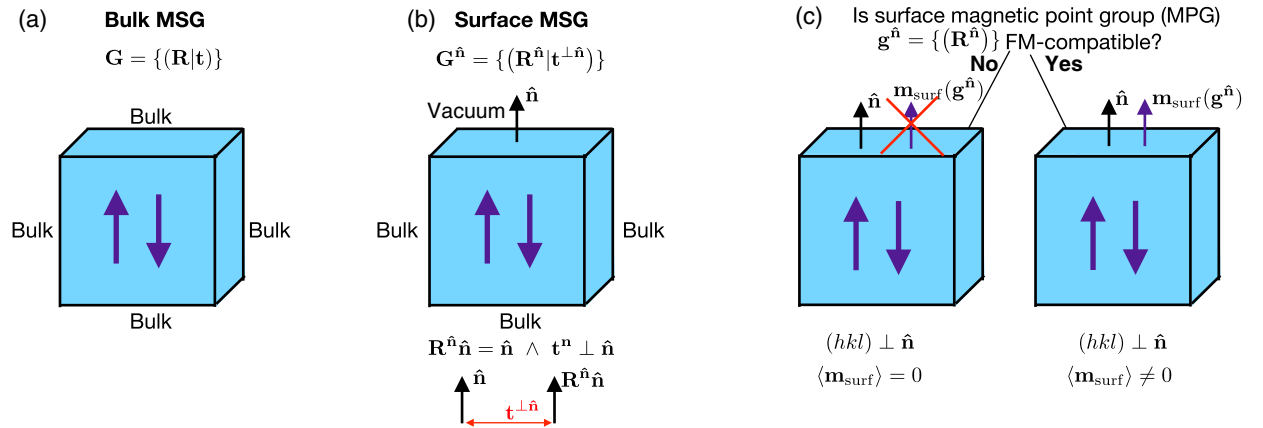 (a)
Bulk MSG
G = {(R|t)}
Bulk
Bulk
Bulk
Bulk
(b)
Surface MSG
G^n̂ = {(R^n̂|t^⊥n̂)}
n̂
Vacuum
Bulk
Bulk
Bulk
R^n̂ n̂ = n̂ ∧ t^n ⊥ n̂
n̂
R^n̂ n̂
t^⊥n̂
(c)
Is surface magnetic point group (MPG)
g^n̂ = {(R^n̂)} FM-compatible?
No
Yes
n̂
m_surf(g^n̂)
n̂
m_surf(g^n̂)
(hkl) ⊥ n̂
⟨m_surf⟩ = 0
(hkl) ⊥ n̂
⟨m_surf⟩ ≠ 0